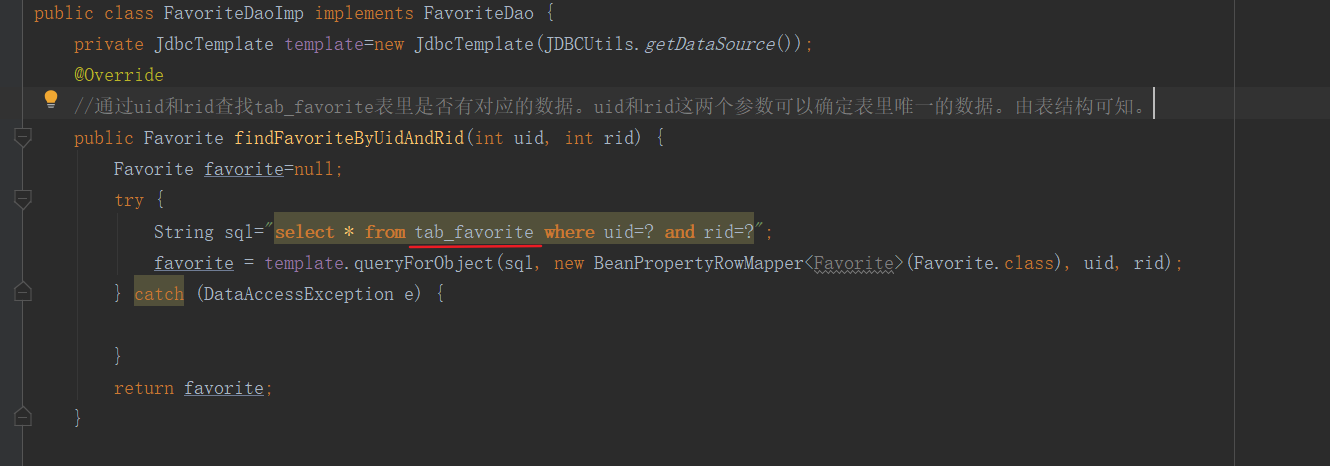 public class FavoriteDaoImp implements FavoriteDao {
private JdbcTemplate template=new JdbcTemplate(JDBCUtils.getDataSource());
@Override
//通过uid和rid查找tab_favorite表里是否有对应的数据。uid和rid这两个参数可以确定表里唯一的数据。由表结构可知。
public Favorite findFavoriteByUidAndRid(int uid, int rid) {
Favorite favorite=null;
try {
String sql="select * from tab_favorite where uid=? and rid=?";
favorite = template.queryForObject(sql, new BeanPropertyRowMapper<Favorite>(Favorite.class), uid, rid);
} catch (DataAccessException e) {
}
return favorite;
}